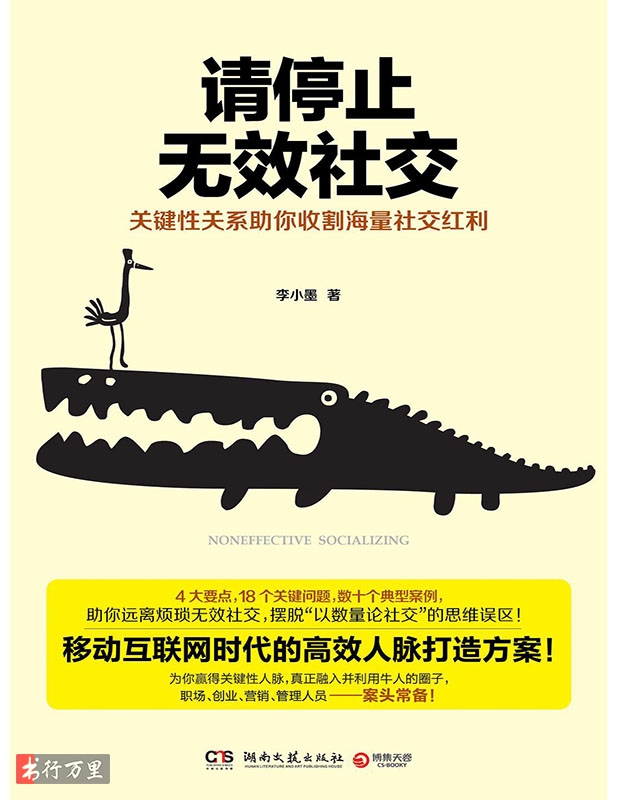 请停止
无效社交
关键性关系助你收割海量社交红利
李小墨 著
NONEFFECTIVE SOCIALIZING
4大要点，18个关键问题，数十个典型案例，
助你远离烦琐无效社交，摆脱“以数量论社交”的思维误区！
移动互联网时代的高效人脉打造方案！
为你赢得关键性人脉，真正融入并利用牛人的圈子，
职场、创业、营销、管理人员——案头常备！
书行万里
湖南文艺出版社
HUNAN LITERATURE AND ART PUBLISHING HOUSE
博集天卷
CS-BOOKY